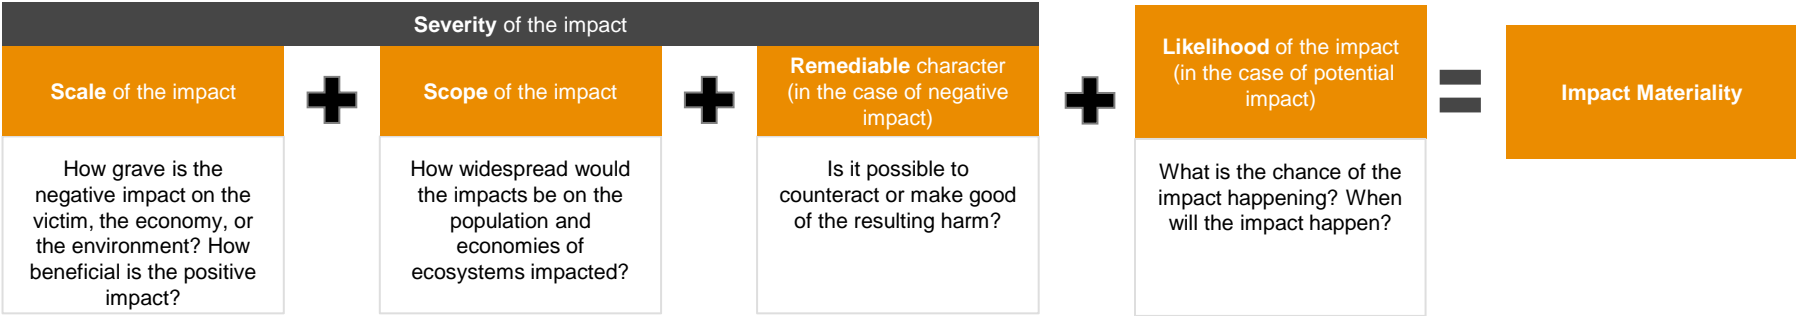 Severity of the impact
Scale of the impact
How grave is the
negative impact on the
victim, the economy, or
the environment? How
beneficial is the positive
impact?
Scope of the impact
How widespread would
the impacts be on the
population and
economies of
ecosystems impacted?
Remediable character
(in the case of negative
impact)
Is it possible to
counteract or make good
of the resulting harm?
Likelihood of the impact
(in the case of potential
impact)
What is the chance of the
impact happening? When
will the impact happen?
Impact Materiality